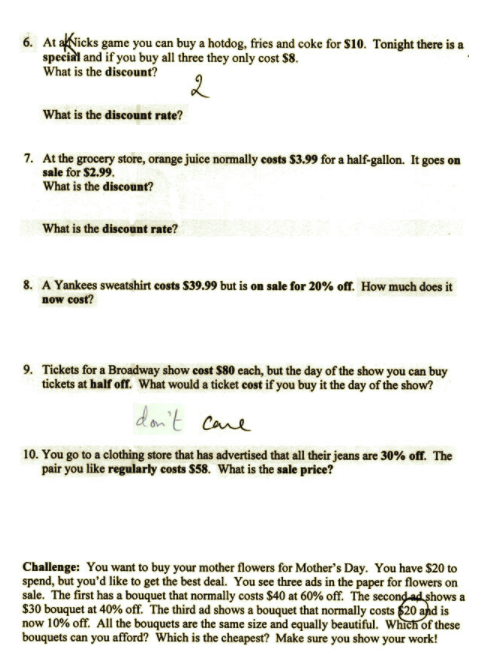 6. At a Knicks game you can buy a hotdog, fries and coke for $10. Tonight there is a
special and if you buy all three they only cost $8.
What is the discount?
2
What is the discount rate?
7. At the grocery store, orange juice normally costs $3.99 for a half-gallon. It goes on
sale for $2.99.
What is the discount?
What is the discount rate?
8. A Yankees sweatshirt costs $39.99 but is on sale for 20% off. How much does it
now cost?
9. Tickets for a Broadway show cost $80 each, but the day of the show you can buy
tickets at half off. What would a ticket cost if you buy it the day of the show?
don't care
10. You go to a clothing store that has advertised that all their jeans are 30% off. The
pair you like regularly costs $58. What is the sale price?
Challenge: You want to buy your mother flowers for Mother's Day. You have $20 to
spend, but you'd like to get the best deal. You see three ads in the paper for flowers on
sale. The first has a bouquet that normally costs $40 at 60% off. The second ad shows a
$30 bouquet at 40% off. The third ad shows a bouquet that normally costs $20 and is
now 10% off. All the bouquets are the same size and equally beautiful. Which of these
bouquets can you afford? Which is the cheapest? Make sure you show your work!